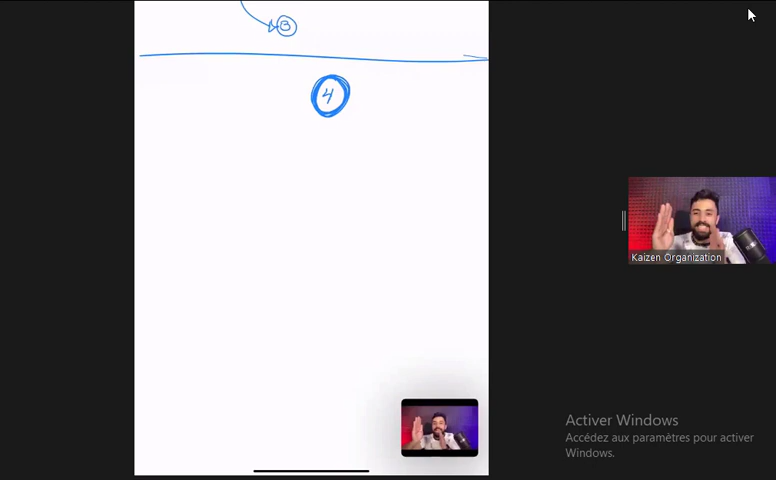 3
4
Kaizen Organization
Activer Windows
Accédez aux paramètres pour activer
Windows.